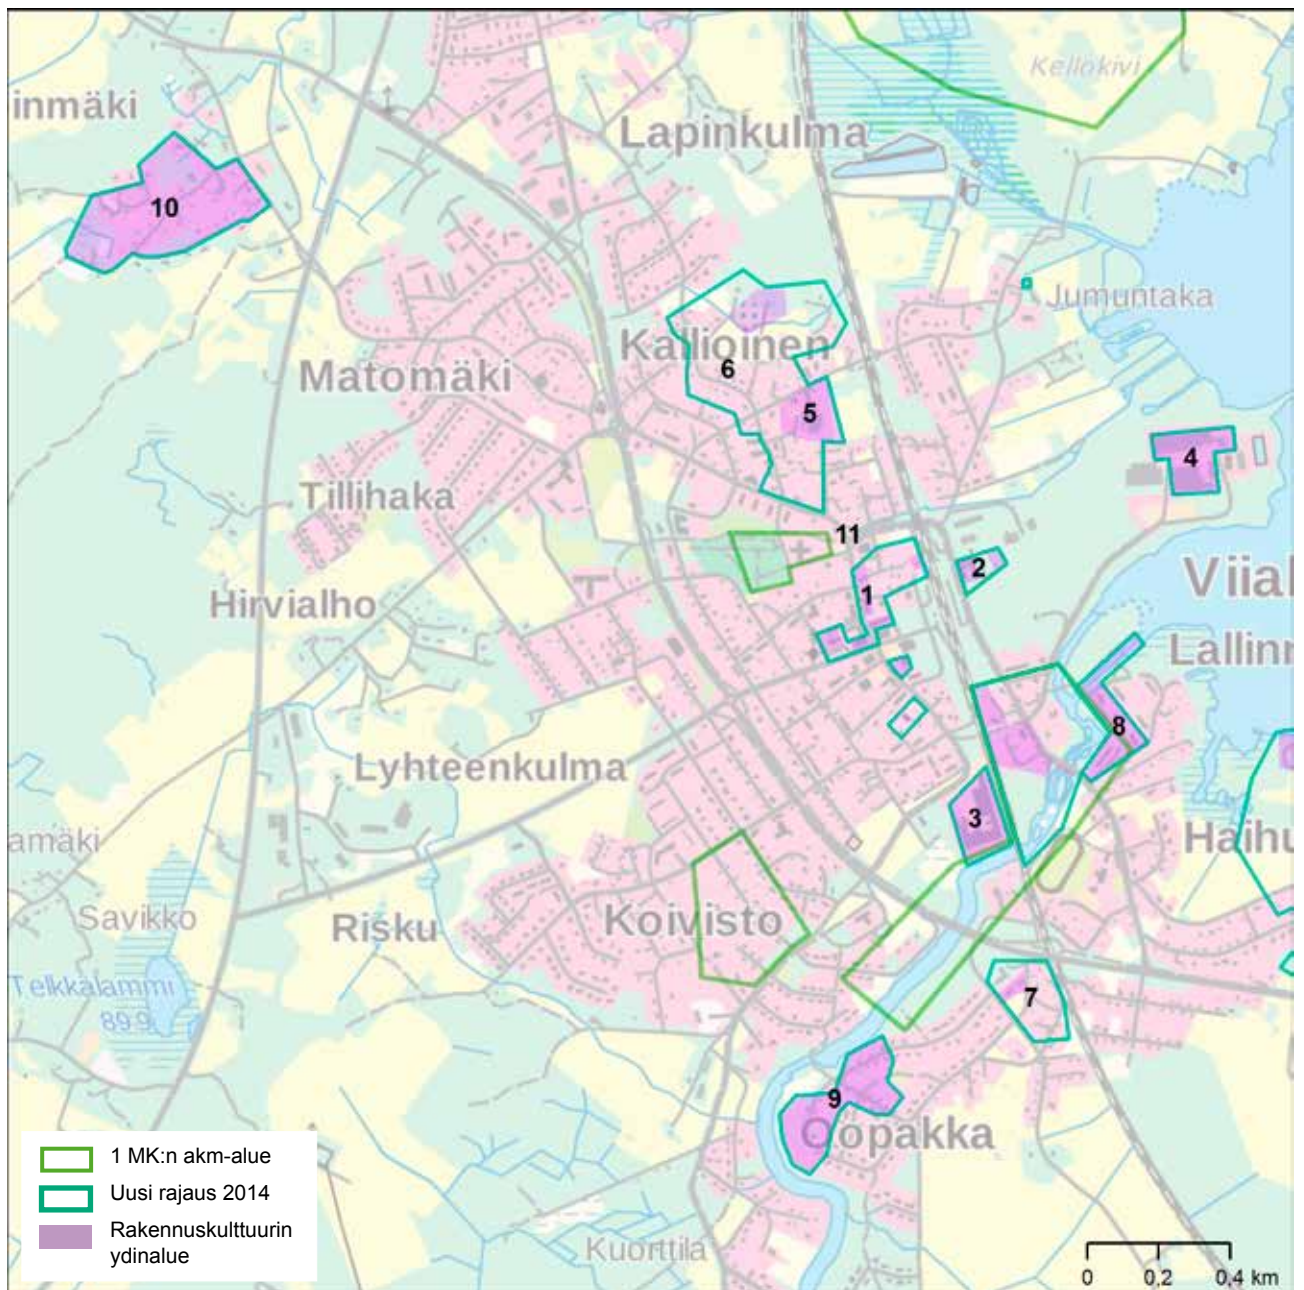 Kellokivi
inmäki
Lapinkulma
10
Jumuntaka
Kallioinen
6
Matomäki
5
4
Tillihaka
11
Viial
2
1
Hirvialho
Lallinn
8
Lyhteenkulma
3
Haihu
amäki
Savikko
Risku
Koivisto
Telkkälammi
89.9
7
9
Oopakka
Kuorttila
1 MK:n akm-alue
Uusi rajaus 2014
Rakennuskulttuurin
ydinalue
0 0,2 0,4 km